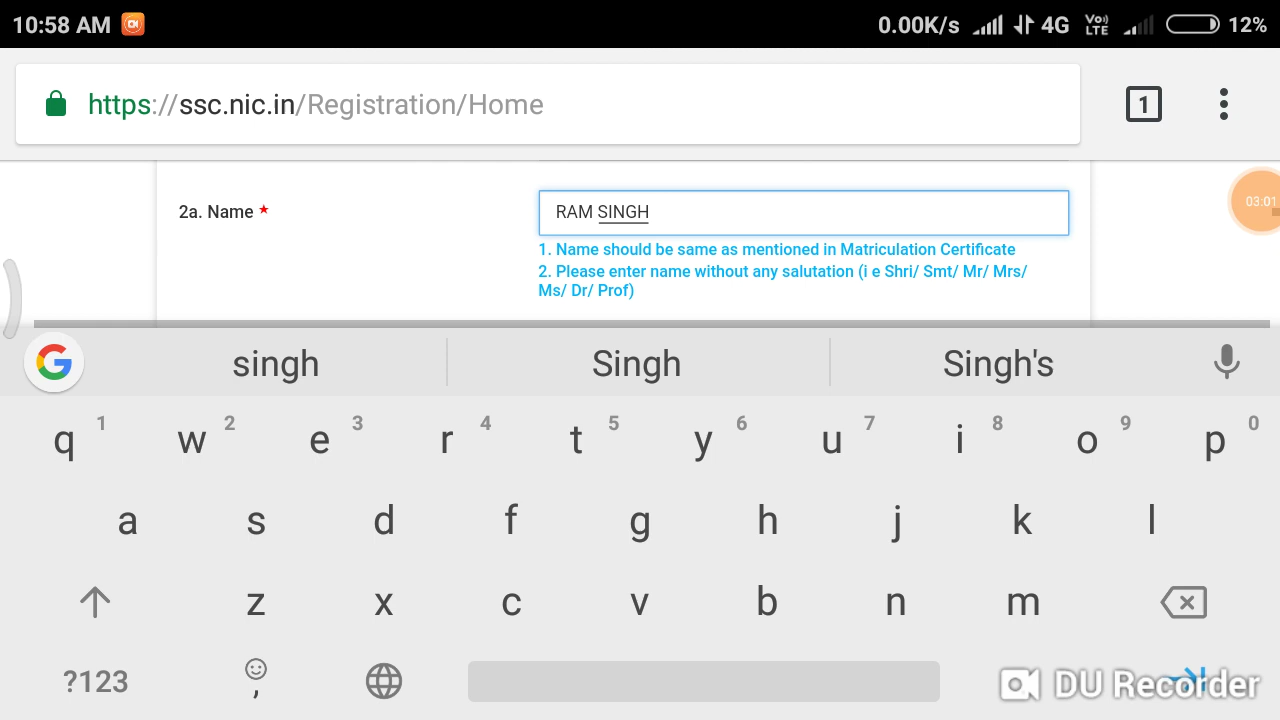 10:58 AM 0.00K/s 4G Vo) LTE 12%
https://ssc.nic.in/Registration/Home 1
2a. Name * RAM SINGH
03:01
1. Name should be same as mentioned in Matriculation Certificate
2. Please enter name without any salutation (i e Shri/ Smt/ Mr/ Mrs/
Ms/ Dr/ Prof)
G singh Singh Singh's
q 1 w 2 e 3 r 4 t 5 y 6 u 7 i 8 o 9 p 0
a s d f g h j k l
z x c v b n m
?123 , DU Recorder